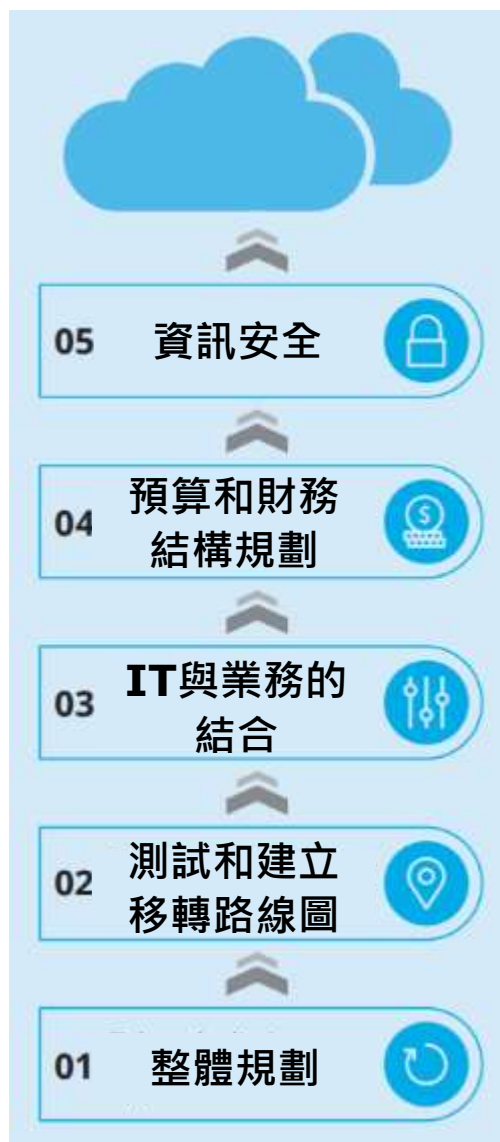 05
資訊安全
04
預算和財務
結構規劃
$
03
IT與業務的
結合
02
測試和建立
移轉路線圖
01
整體規劃